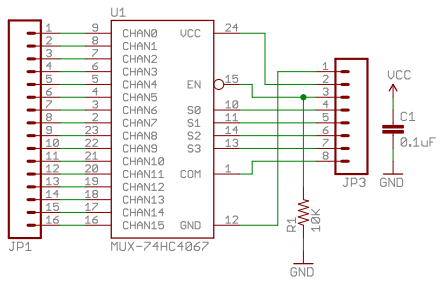 U1
1 9 CHAN0 VCC 24
2 8 CHAN1
3 7 CHAN2
4 6 CHAN3
5 5 CHAN4 EN 15
6 4 CHAN5
7 3 CHAN6 S0 10
8 2 CHAN7 S1 11
9 23 CHAN8 S2 14
10 22 CHAN9 S3 13
11 21 CHAN10
12 20 CHAN11 COM 1
13 19 CHAN12
14 18 CHAN13
15 17 CHAN14
16 16 CHAN15 GND 12
JP1
MUX-74HC4067
1
2
3
4
5
6
7
8
JP3
R1
10K
GND
VCC
C1
0.1uF
GND